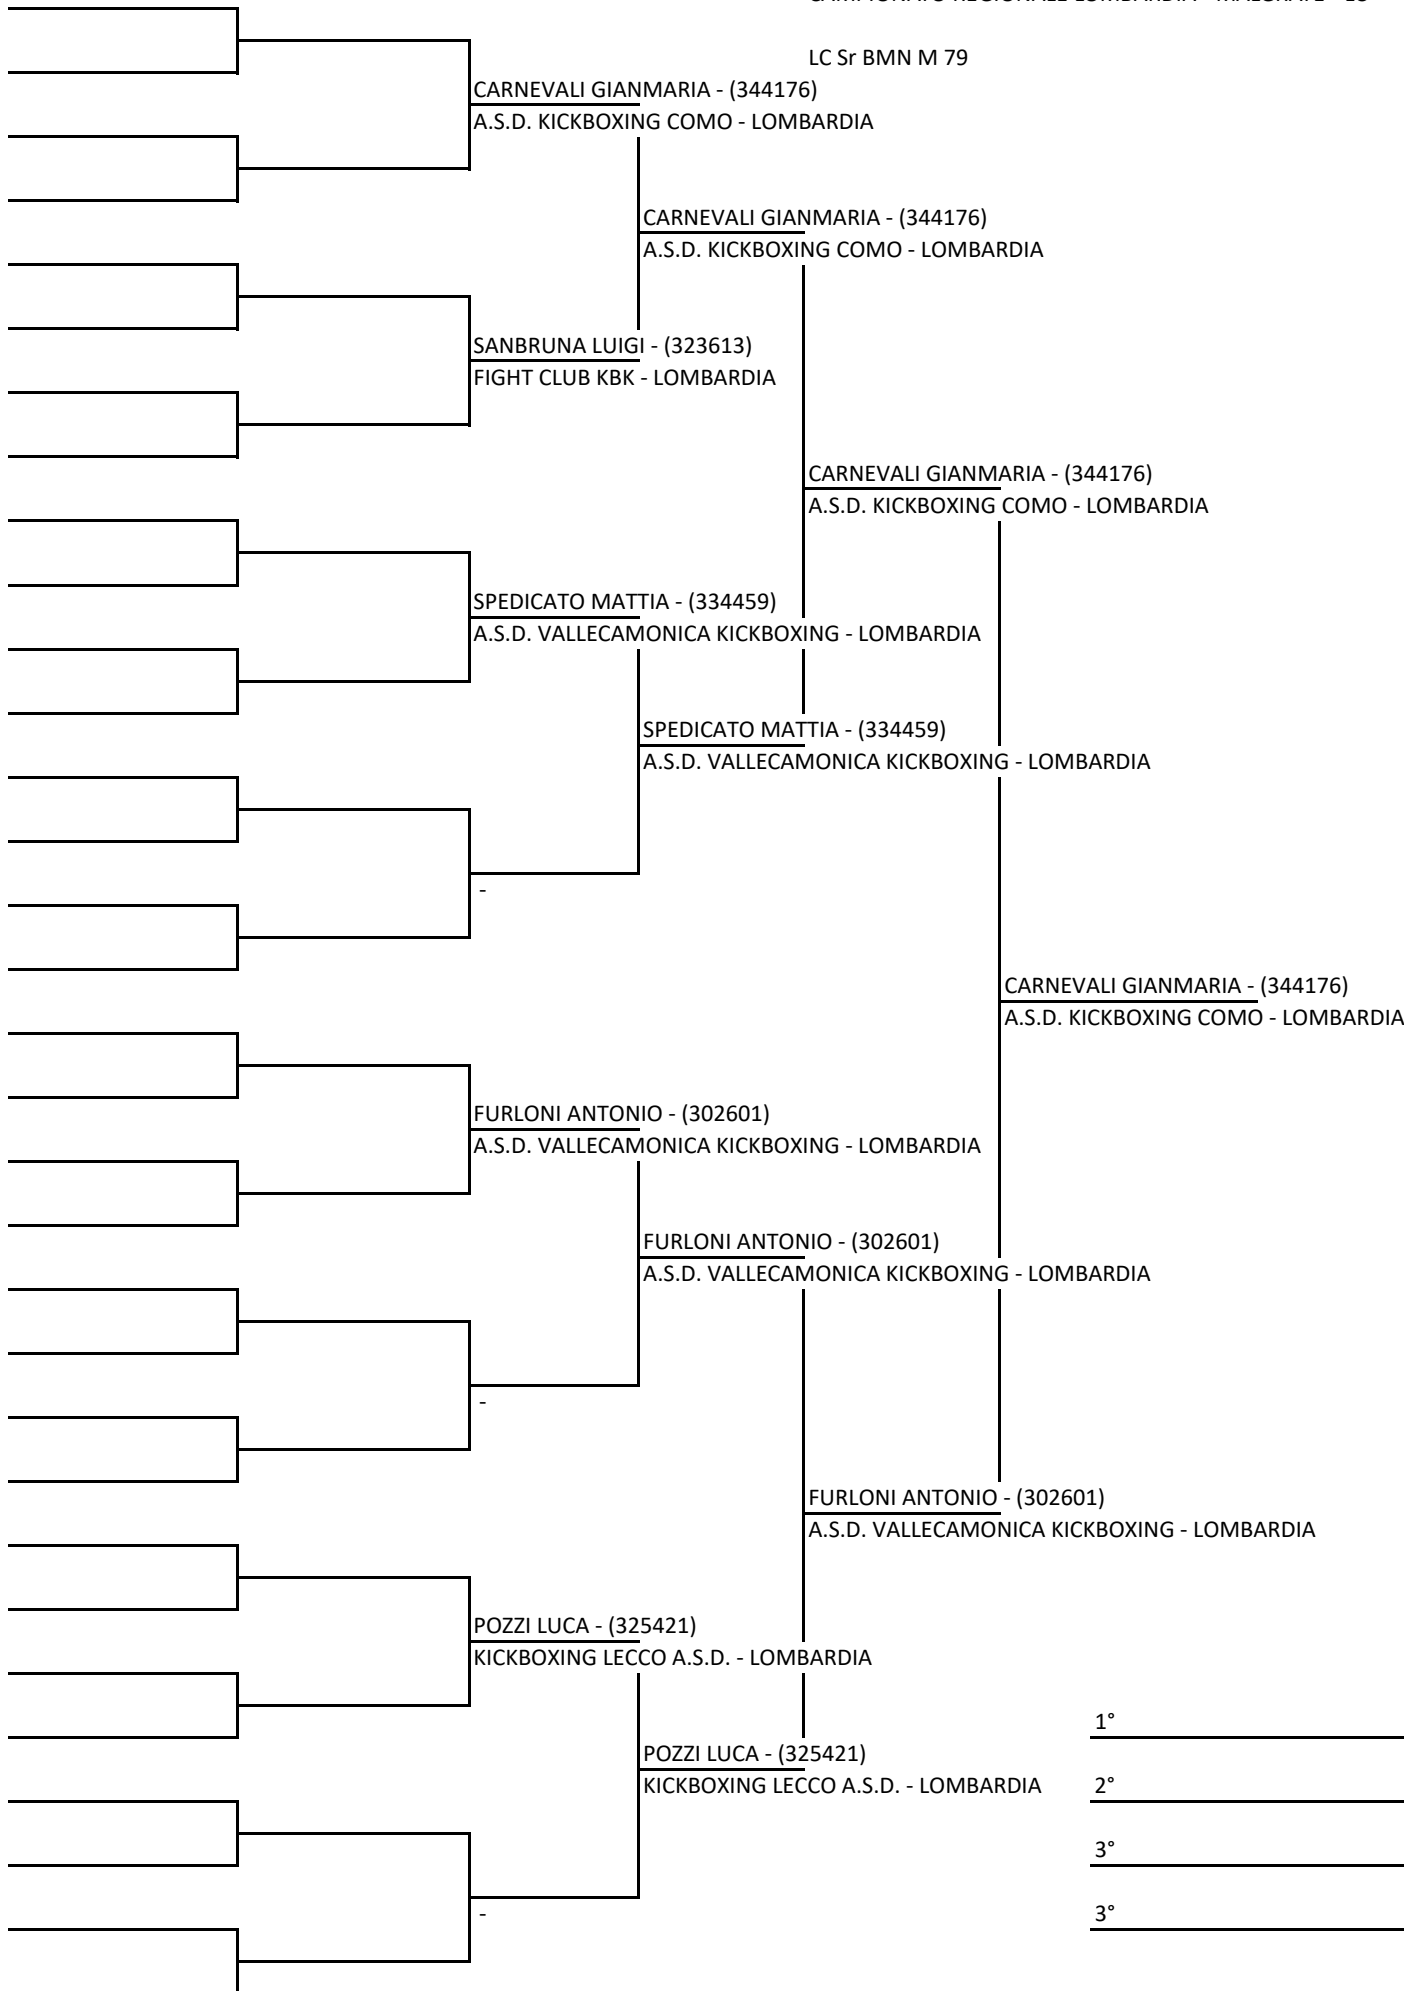 LC Sr BMN M 79
CARNEVALI GIANMARIA - (344176)
A.S.D. KICKBOXING COMO - LOMBARDIA
CARNEVALI GIANMARIA - (344176)
A.S.D. KICKBOXING COMO - LOMBARDIA
SANBRUNA LUIGI - (323613)
FIGHT CLUB KBK - LOMBARDIA
CARNEVALI GIANMARIA - (344176)
A.S.D. KICKBOXING COMO - LOMBARDIA
SPEDICATO MATTIA - (334459)
A.S.D. VALLECAMONICA KICKBOXING - LOMBARDIA
SPEDICATO MATTIA - (334459)
A.S.D. VALLECAMONICA KICKBOXING - LOMBARDIA
-
CARNEVALI GIANMARIA - (344176)
A.S.D. KICKBOXING COMO - LOMBARDIA
FURLONI ANTONIO - (302601)
A.S.D. VALLECAMONICA KICKBOXING - LOMBARDIA
FURLONI ANTONIO - (302601)
A.S.D. VALLECAMONICA KICKBOXING - LOMBARDIA
-
FURLONI ANTONIO - (302601)
A.S.D. VALLECAMONICA KICKBOXING - LOMBARDIA
POZZI LUCA - (325421)
KICKBOXING LECCO A.S.D. - LOMBARDIA
1°
POZZI LUCA - (325421)
KICKBOXING LECCO A.S.D. - LOMBARDIA
2°
3°
3°
-